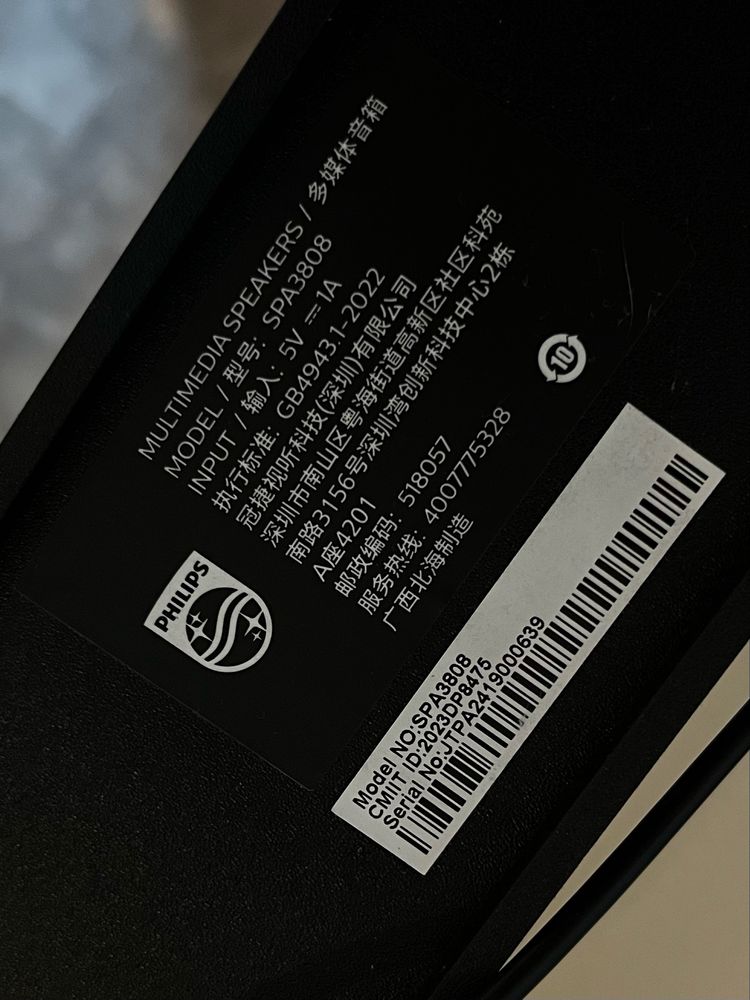 MULTIMEDIA SPEAKERS / 多媒体音箱
MODEL / 型号: SPA3808
INPUT / 输入: 5V ⎓ 1A
执行标准: GB49431-2022
冠捷视听科技(深圳)有限公司
深圳市南山区粤海街道高新区社区科苑
南路3156号深圳湾创新科技中心2栋
A座4201
邮政编码: 518057
服务热线: 4007775328
广西北海制造
10
PHILIPS
Model NO:SPA3808
CMIIT ID:2023DP8475
Serial No:JTPA2419000639